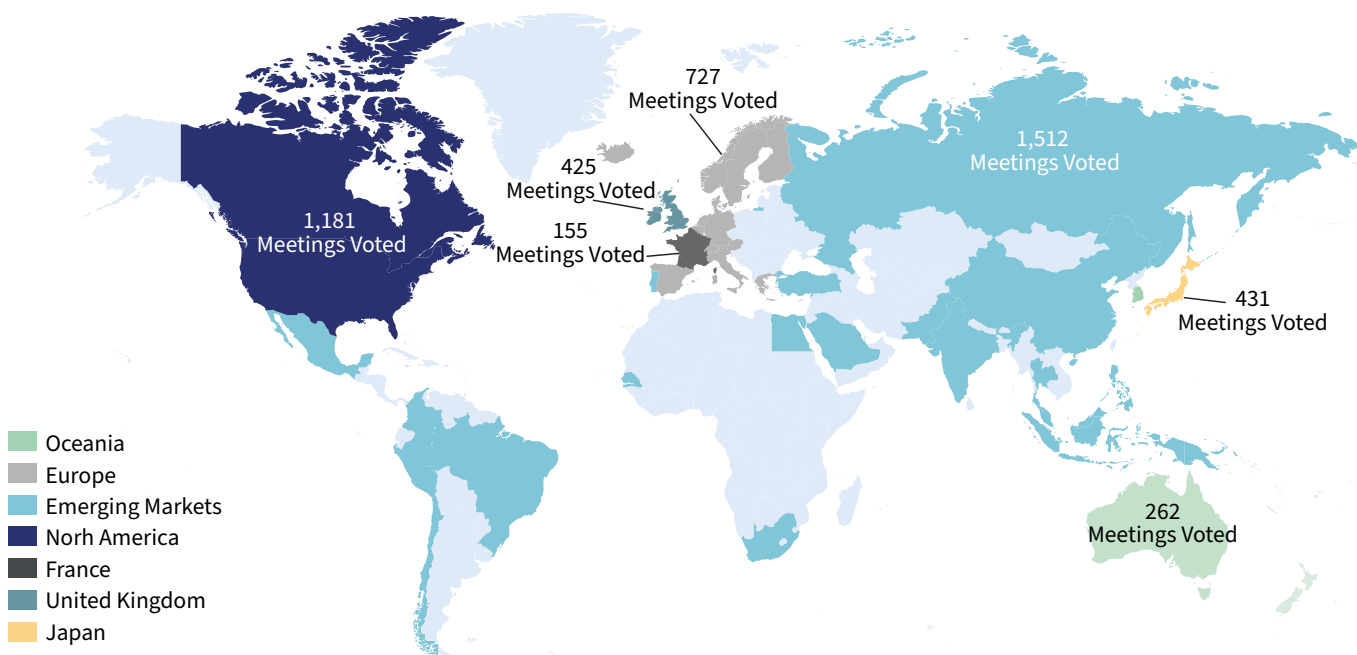 727
Meetings Voted
1,512
Meetings Voted
425
Meetings Voted
1,181
Meetings Voted
155
Meetings Voted
431
Meetings Voted
262
Meetings Voted
Oceania
Europe
Emerging Markets
Norh America
France
United Kingdom
Japan